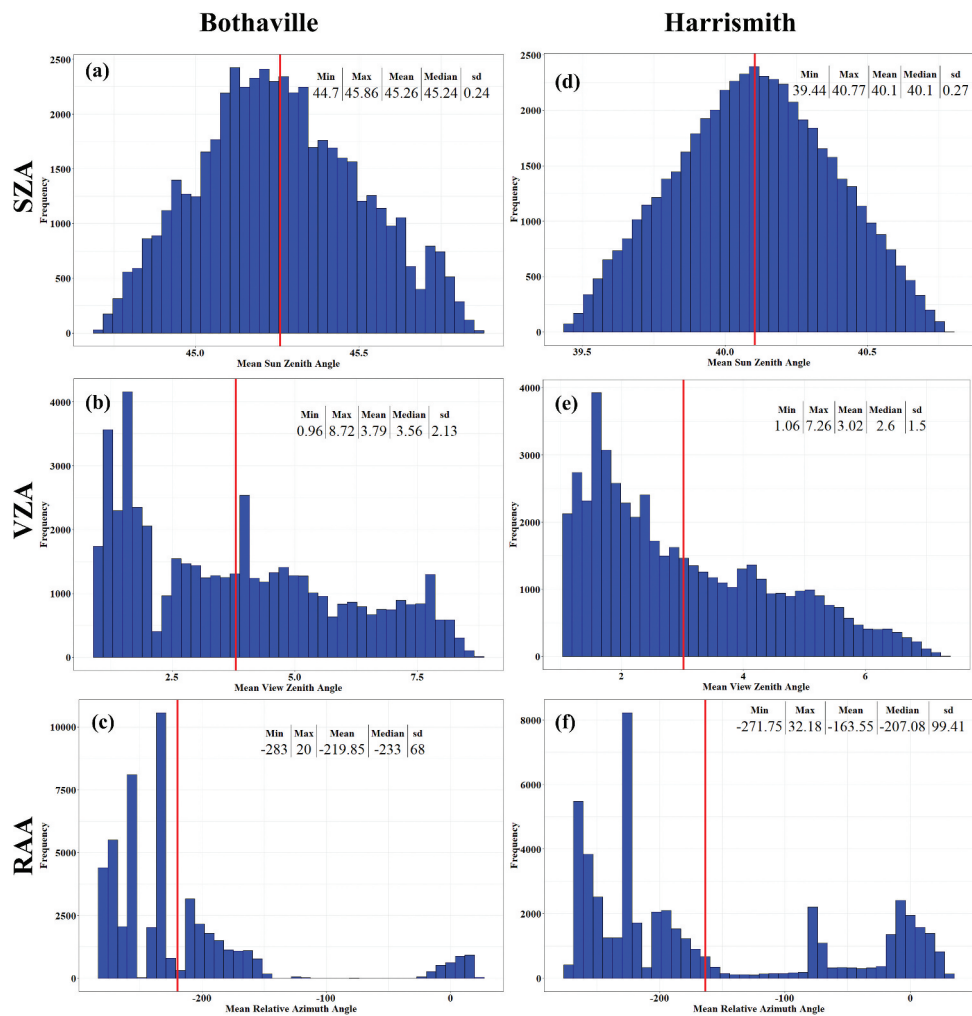 Bothaville
Harrismith
SZA
(a)
Min Max Mean Median sd
44.7 45.86 45.26 45.24 0.24
2500
2000
1500
1000
500
0
Frequency
45.0 45.5
Mean Sun Zenith Angle
(d)
Min Max Mean Median sd
39.44 40.77 40.1 40.1 0.27
2500
2000
1500
1000
500
0
Frequency
39.5 40.0 40.5
Mean Sun Zenith Angle
VZA
(b)
Min Max Mean Median sd
0.96 8.72 3.79 3.56 2.13
4000
3000
2000
1000
0
Frequency
2.5 5.0 7.5
Mean View Zenith Angle
(e)
Min Max Mean Median sd
1.06 7.26 3.02 2.6 1.5
4000
3000
2000
1000
0
Frequency
2 4 6
Mean View Zenith Angle
RAA
(c)
Min Max Mean Median sd
-283 20 -219.85 -233 68
10000
7500
5000
2500
0
Frequency
-200 -100 0
Mean Relative Azimuth Angle
(f)
Min Max Mean Median sd
-271.75 32.18 -163.55 -207.08 99.41
8000
6000
4000
2000
0
Frequency
-200 -100 0
Mean Relative Azimuth Angle